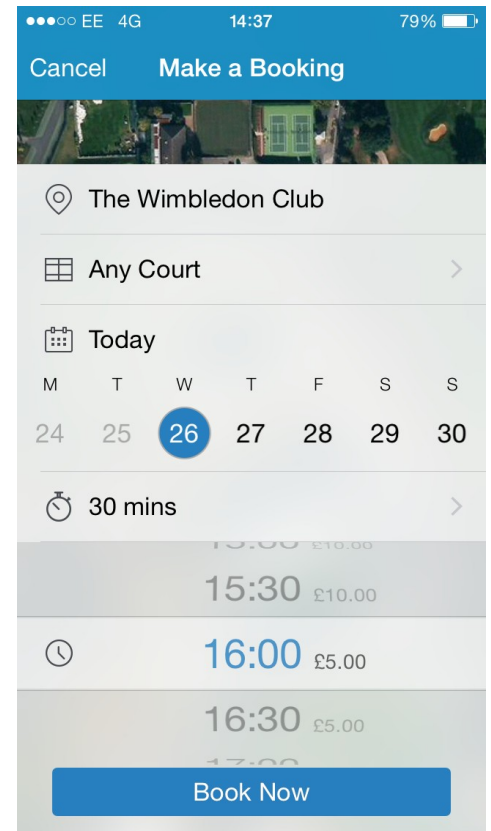 EE 4G 14:37 79%
Cancel Make a Booking
The Wimbledon Club
Any Court
Today
M T W T F S S
24 25 26 27 28 29 30
30 mins
15:30 £10.00
16:00 £5.00
16:30 £5.00
Book Now